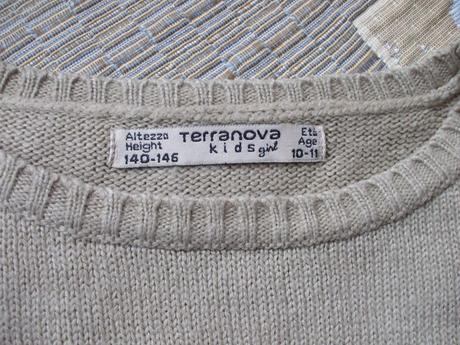 Altezza Terranova Età
Height kids girl Age
140-146 10-11